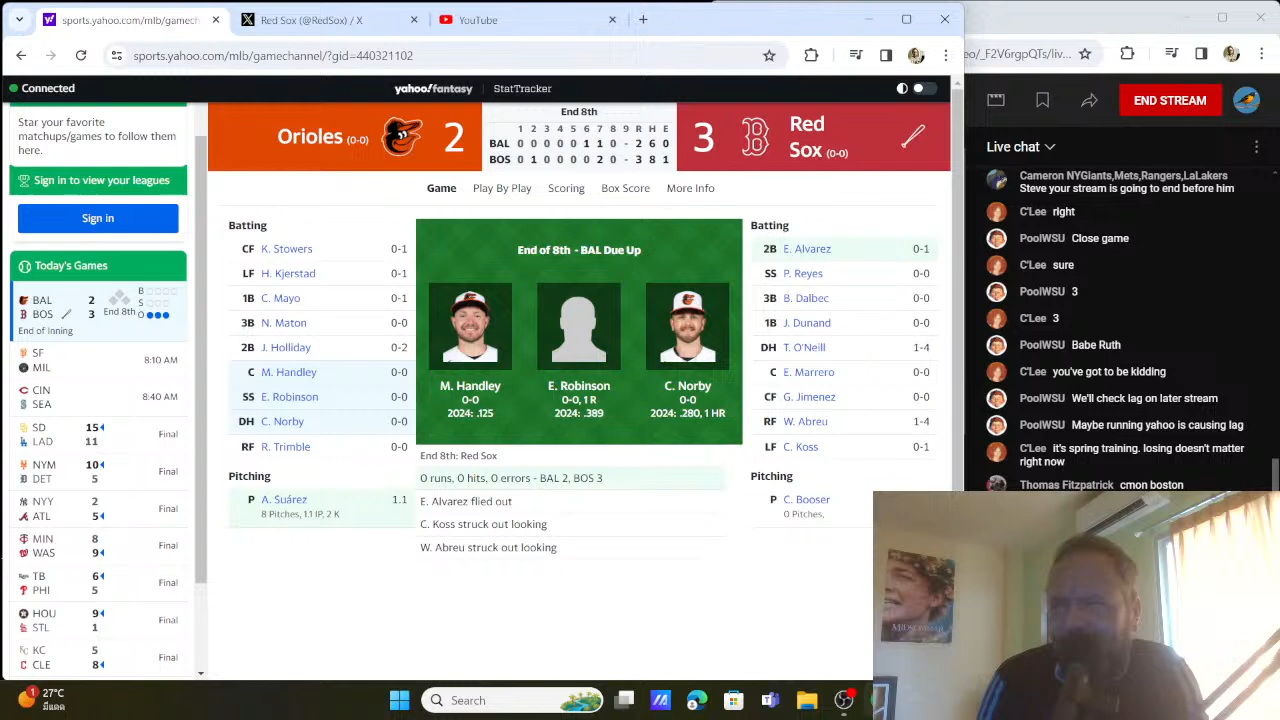 sports.yahoo.com/mlb/gamech
Red Sox (@RedSox) / X
YouTube
sports.yahoo.com/mlb/gamechannel/?gid=440321102
eo/_F2V6rgpQTs/liv...
Connected
yahoo!fantasy
StatTracker
END STREAM
Star your favorite
matchups/games to follow them
here.
Sign in to view your leagues
Sign in
Today's Games
BAL 2
BOS 3
End 8th
B
S
O
End of Inning
SF
MIL
8:10 AM
CIN
SEA
8:40 AM
SD 15
LAD 11
Final
NYM 10
DET 5
Final
NYY 2
ATL 5
Final
MIN 8
WAS 9
Final
TB 6
PHI 5
Final
HOU 9
STL 1
Final
KC 5
CLE 8
Final
Orioles (0-0)
2
End 8th
1 2 3 4 5 6 7 8 9 R H E
BAL 0 0 0 0 0 1 1 0 - 2 6 0
BOS 0 1 0 0 0 0 2 0 - 3 8 1
3
Red
Sox (0-0)
Game
Play By Play
Scoring
Box Score
More Info
Batting
CF K. Stowers 0-1
LF H. Kjerstad 0-1
1B C. Mayo 0-1
3B N. Maton 0-0
2B J. Holliday 0-2
C M. Handley 0-0
SS E. Robinson 0-0
DH C. Norby 0-0
RF R. Trimble 0-0
Pitching
P A. Suárez 1.1
8 Pitches, 1.1 IP, 2 K
End of 8th - BAL Due Up
M. Handley
0-0
2024: .125
E. Robinson
0-0, 1 R
2024: .389
C. Norby
0-0
2024: .280, 1 HR
End 8th: Red Sox
0 runs, 0 hits, 0 errors - BAL 2, BOS 3
E. Alvarez flied out
C. Koss struck out looking
W. Abreu struck out looking
Batting
2B E. Alvarez 0-1
SS P. Reyes 0-0
3B B. Dalbec 0-0
1B J. Dunand 0-0
DH T. O'Neill 1-4
C E. Marrero 0-0
CF G. Jimenez 0-0
RF W. Abreu 1-4
LF C. Koss 0-1
Pitching
P C. Booser
0 Pitches,
Live chat
Cameron NYGiants,Mets,Rangers,LaLakers
Steve your stream is going to end before him
C'Lee right
PoolWSU Close game
C'Lee sure
PoolWSU 3
C'Lee 3
PoolWSU Babe Ruth
C'Lee you've got to be kidding
PoolWSU We'll check lag on later stream
PoolWSU Maybe running yahoo is causing lag
C'Lee it's spring training. losing doesn't matter
right now
Thomas Fitzpatrick cmon boston
MIDSOMMAR
1
27°C
มีแดด
Search